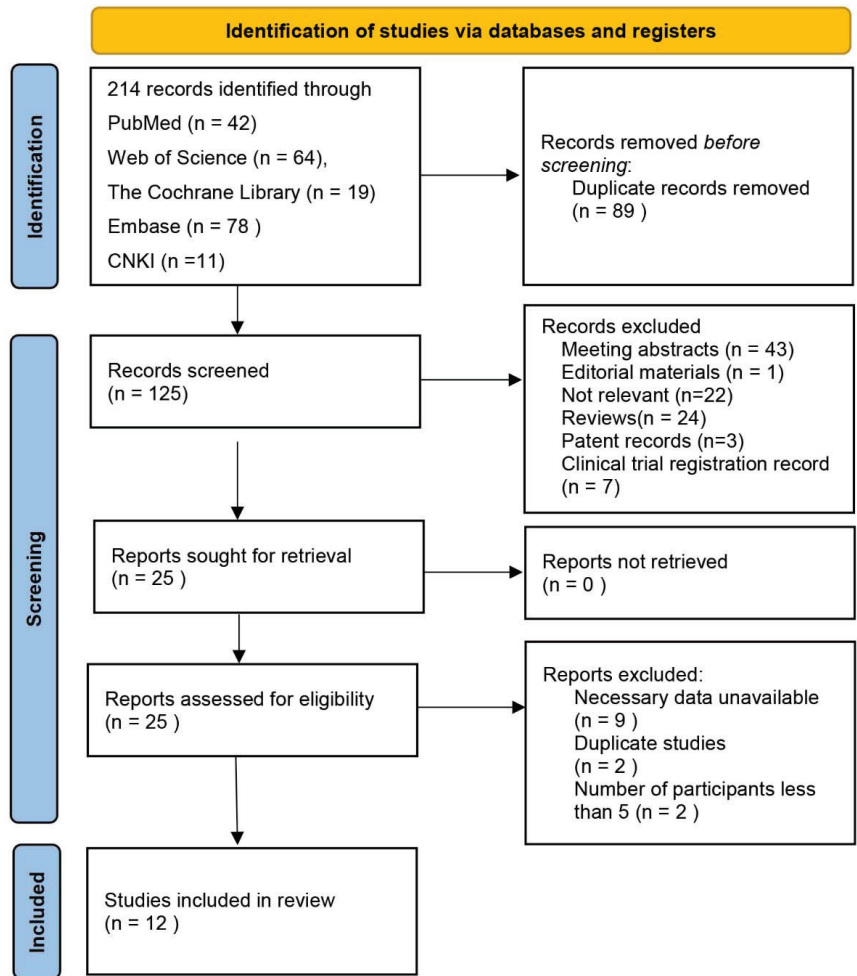 Identification of studies via databases and registers
Identification
214 records identified through
PubMed (n = 42)
Web of Science (n = 64),
The Cochrane Library (n = 19)
Embase (n = 78 )
CNKI (n =11)
Records removed before
screening:
Duplicate records removed
(n = 89 )
Screening
Records screened
(n = 125)
Records excluded
Meeting abstracts (n = 43)
Editorial materials (n = 1)
Not relevant (n=22)
Reviews(n = 24)
Patent records (n=3)
Clinical trial registration record
(n = 7)
Reports sought for retrieval
(n = 25 )
Reports not retrieved
(n = 0 )
Reports assessed for eligibility
(n = 25 )
Reports excluded:
Necessary data unavailable
(n = 9 )
Duplicate studies
(n = 2 )
Number of participants less
than 5 (n = 2 )
Included
Studies included in review
(n = 12 )